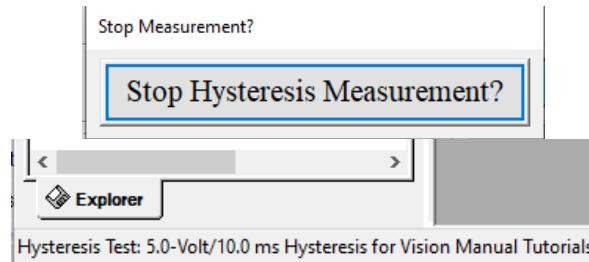 Stop Measurement?
Stop Hysteresis Measurement?
Explorer
Hysteresis Test: 5.0-Volt/10.0 ms Hysteresis for Vision Manual Tutorials